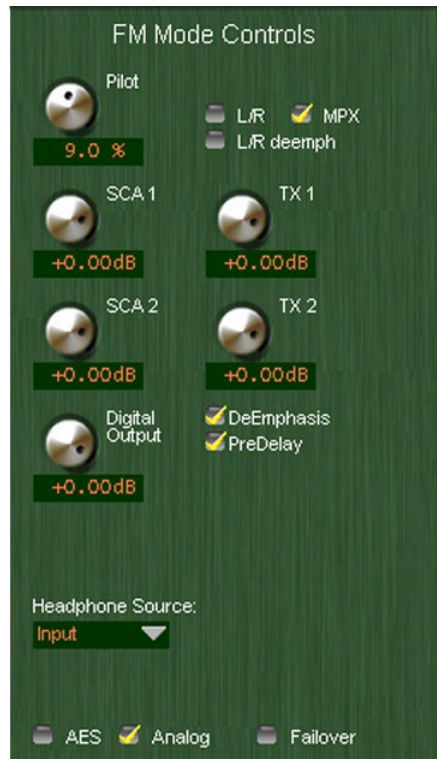 FM Mode Controls
Pilot
9.0 %
L/R MPX
L/R deemph
SCA 1
+0.00dB
TX 1
+0.00dB
SCA 2
+0.00dB
TX 2
+0.00dB
Digital
Output
+0.00dB
DeEmphasis
PreDelay
Headphone Source:
Input
AES Analog Failover